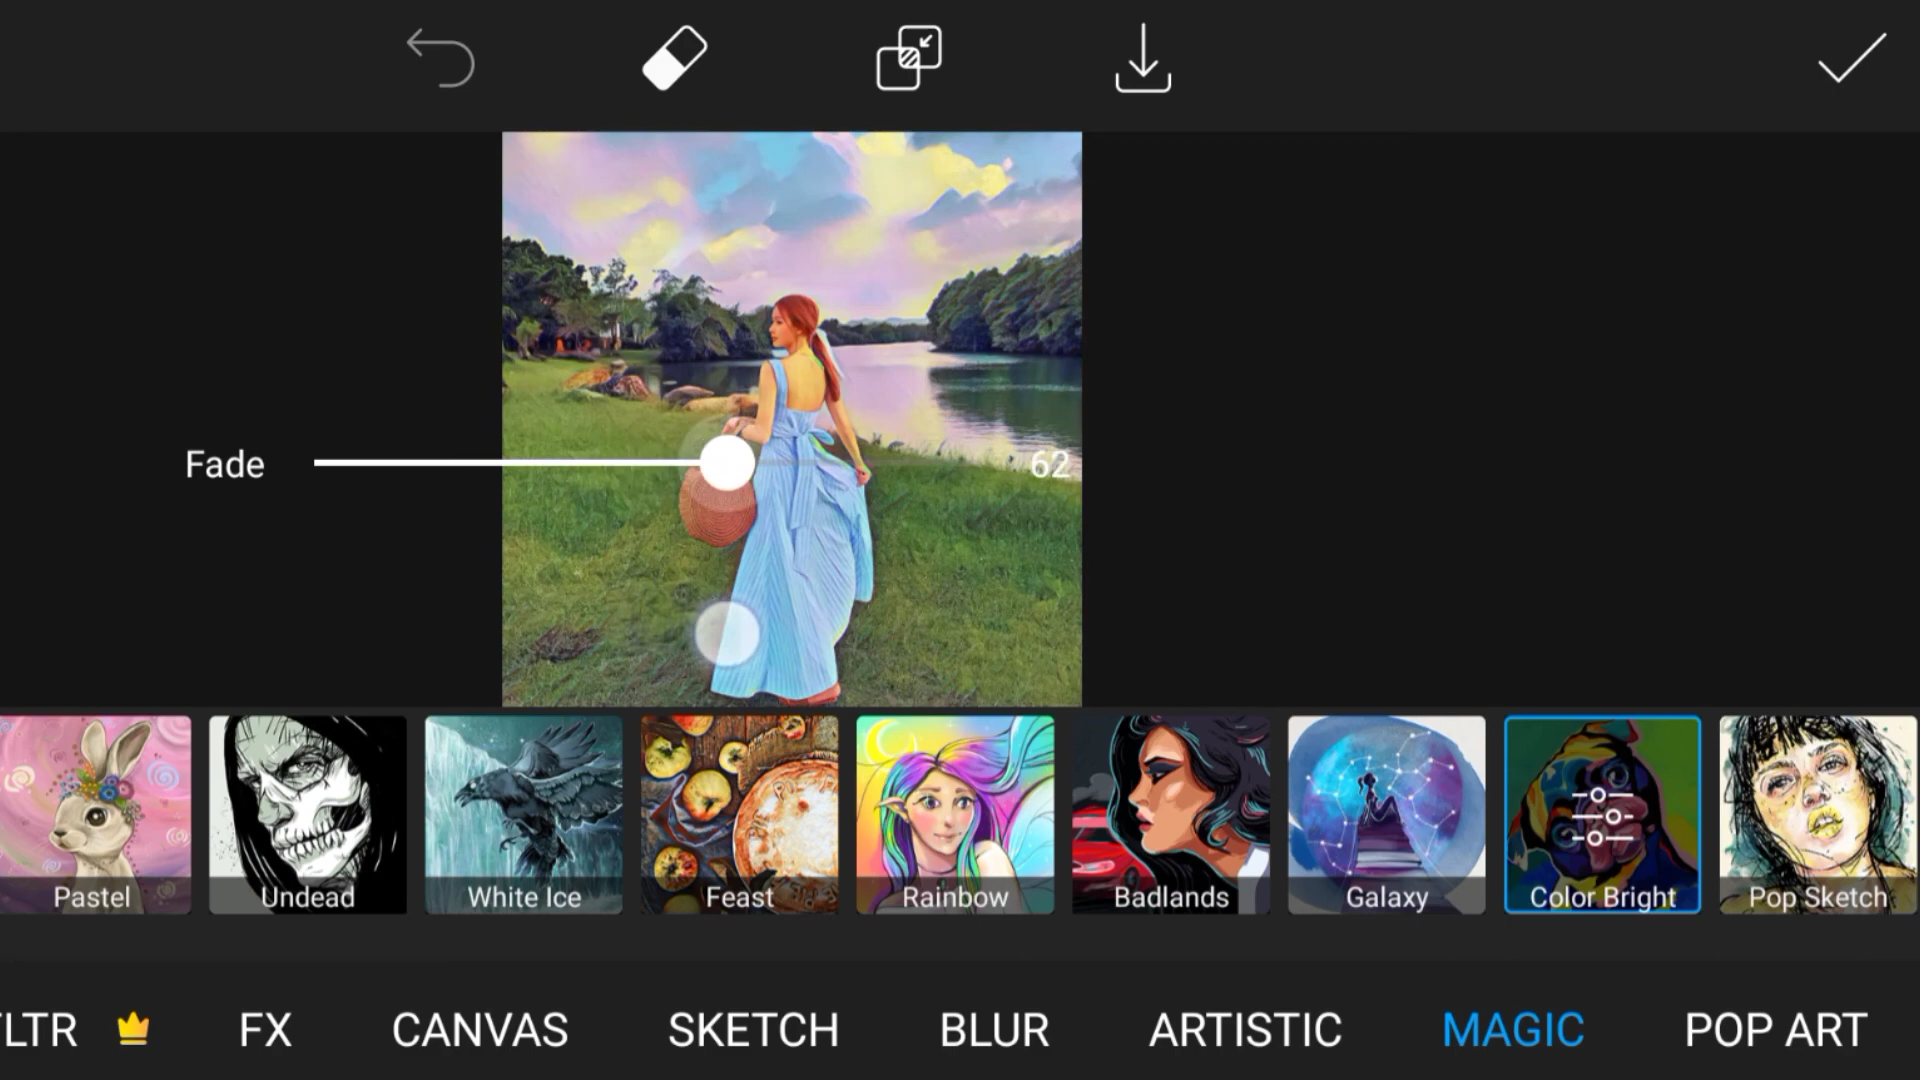 Fade 62
Pastel Undead White Ice Feast Rainbow Badlands Galaxy Color Bright Pop Sketch
LTR FX CANVAS SKETCH BLUR ARTISTIC MAGIC POP ART